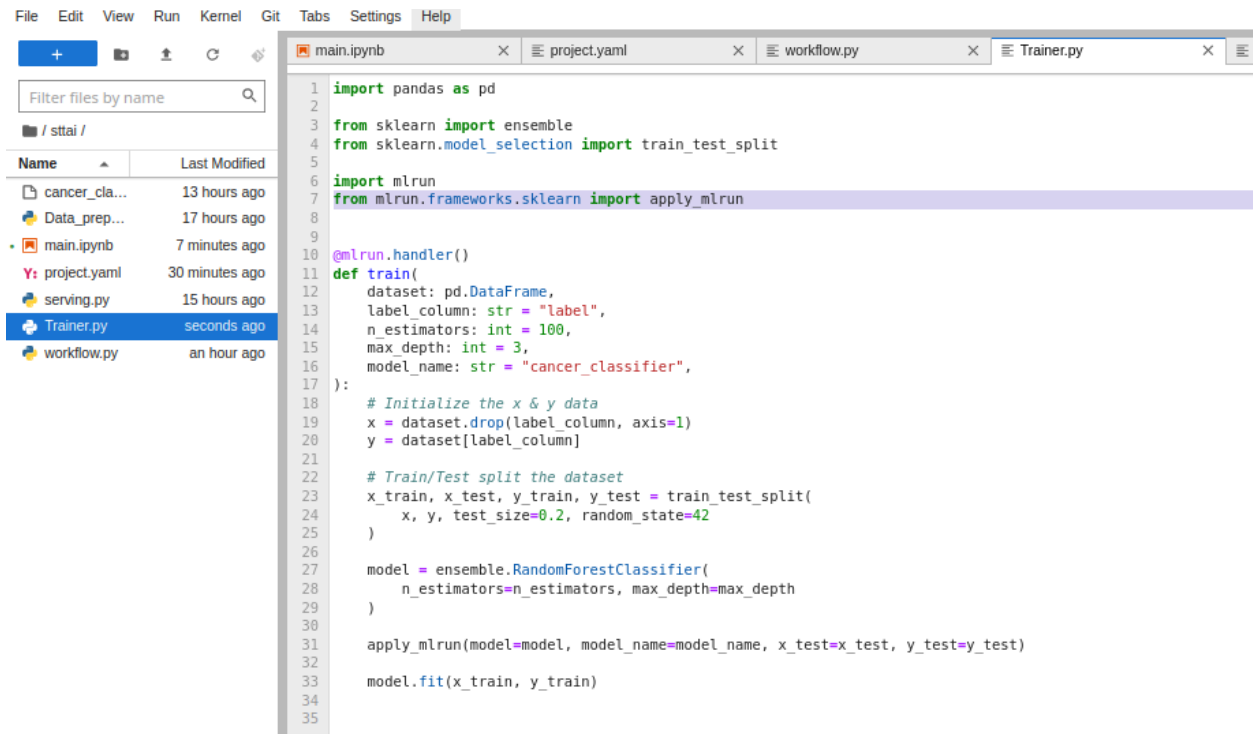 File Edit View Run Kernel Git Tabs Settings Help
+
Filter files by name
/ sttai /
Name Last Modified
cancer_cla... 13 hours ago
Data_prep... 17 hours ago
main.ipynb 7 minutes ago
Y: project.yaml 30 minutes ago
serving.py 15 hours ago
Trainer.py seconds ago
workflow.py an hour ago
main.ipynb project.yaml workflow.py Trainer.py
1 import pandas as pd
2
3 from sklearn import ensemble
4 from sklearn.model_selection import train_test_split
5
6 import mlrun
7 from mlrun.frameworks.sklearn import apply_mlrun
8
9
10 @mlrun.handler()
11 def train(
12     dataset: pd.DataFrame,
13     label_column: str = "label",
14     n_estimators: int = 100,
15     max_depth: int = 3,
16     model_name: str = "cancer_classifier",
17 ):
18     # Initialize the x & y data
19     x = dataset.drop(label_column, axis=1)
20     y = dataset[label_column]
21
22     # Train/Test split the dataset
23     x_train, x_test, y_train, y_test = train_test_split(
24         x, y, test_size=0.2, random_state=42
25     )
26
27     model = ensemble.RandomForestClassifier(
28         n_estimators=n_estimators, max_depth=max_depth
29     )
30
31     apply_mlrun(model=model, model_name=model_name, x_test=x_test, y_test=y_test)
32
33     model.fit(x_train, y_train)
34
35